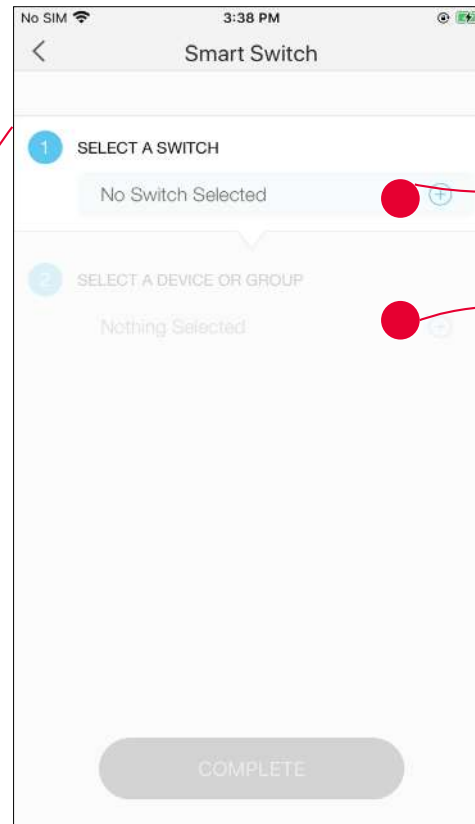 No SIM 3:38 PM
Smart Switch
1 SELECT A SWITCH
No Switch Selected
2 SELECT A DEVICE OR GROUP
Nothing Selected
COMPLETE